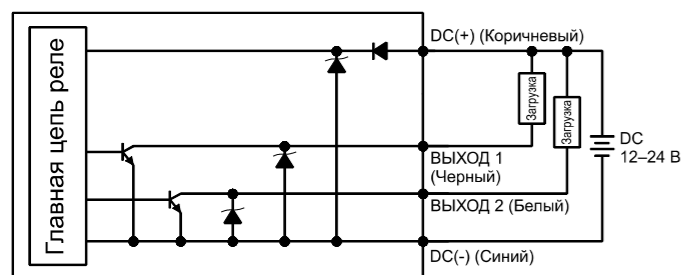 Главная цепь реле
DC(+) (Коричневый)
Загрузка
Загрузка
DC
12–24 В
ВЫХОД 1
(Черный)
ВЫХОД 2 (Белый)
DC(-) (Синий)